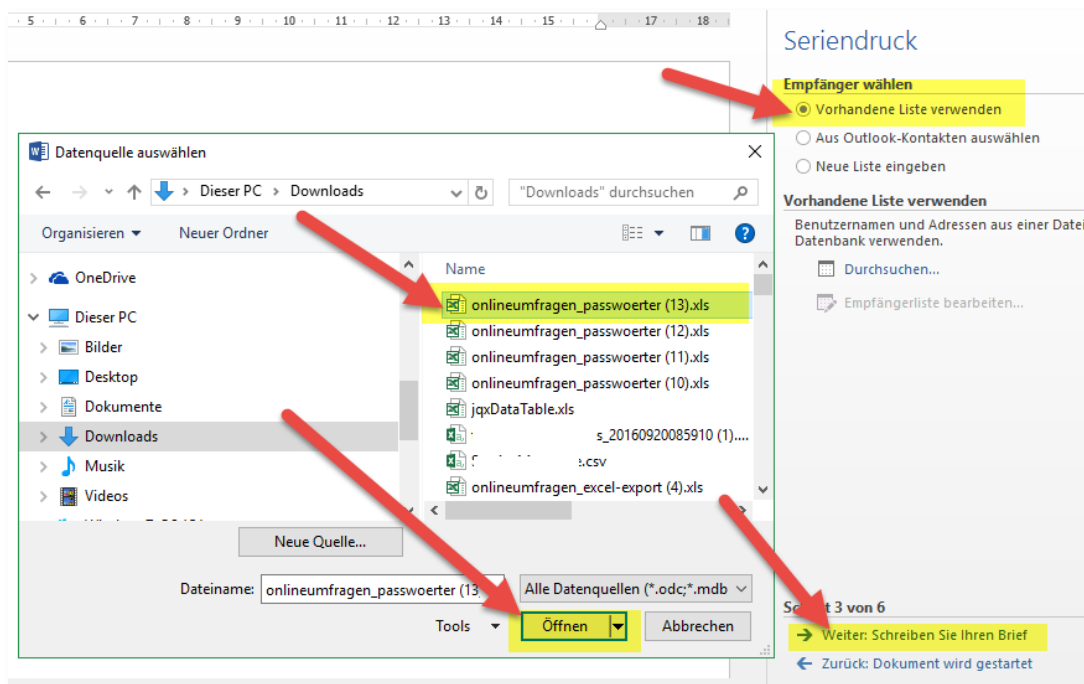 5 6 7 8 9 10 11 12 13 14 15 17 18
Seriendruck
Empfänger wählen
Vorhandene Liste verwenden
Aus Outlook-Kontakten auswählen
Neue Liste eingeben
Vorhandene Liste verwenden
Benutzernamen und Adressen aus einer Datei
Datenbank verwenden.
Durchsuchen...
Empfängerliste bearbeiten...
Datenquelle auswählen
Dieser PC > Downloads
"Downloads" durchsuchen
Organisieren
Neuer Ordner
OneDrive
Dieser PC
Bilder
Desktop
Dokumente
Downloads
Musik
Videos
Name
onlineumfragen_passwoerter (13).xls
onlineumfragen_passwoerter (12).xls
onlineumfragen_passwoerter (11).xls
onlineumfragen_passwoerter (10).xls
jqxDataTable.xls
s_20160920085910 (1)....
.csv
onlineumfragen_excel-export (4).xls
Neue Quelle...
Dateiname: onlineumfragen_passwoerter (13
Alle Datenquellen (*.odc;*.mdb
Tools
Öffnen
Abbrechen
3 von 6
Weiter: Schreiben Sie Ihren Brief
Zurück: Dokument wird gestartet